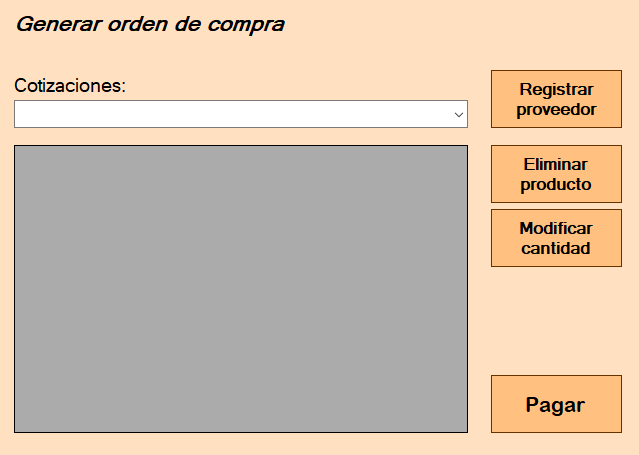 Generar orden de compra
Cotizaciones:
Registrar
proveedor
Eliminar
producto
Modificar
cantidad
Pagar